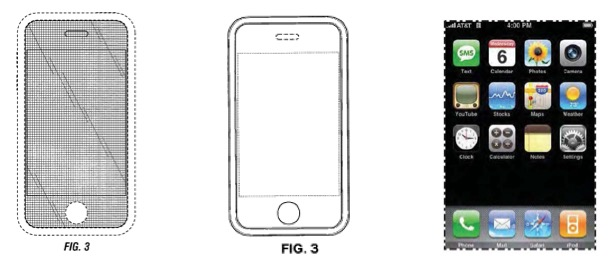 AT&T 4:00 PM
SMS Wednesday 6 280
Text Calendar Photos Camera
YouTube Stocks Maps Weather
Clock Calculator Notes Settings
Phone Mail Safari iPod
FIG. 3
FIG. 3